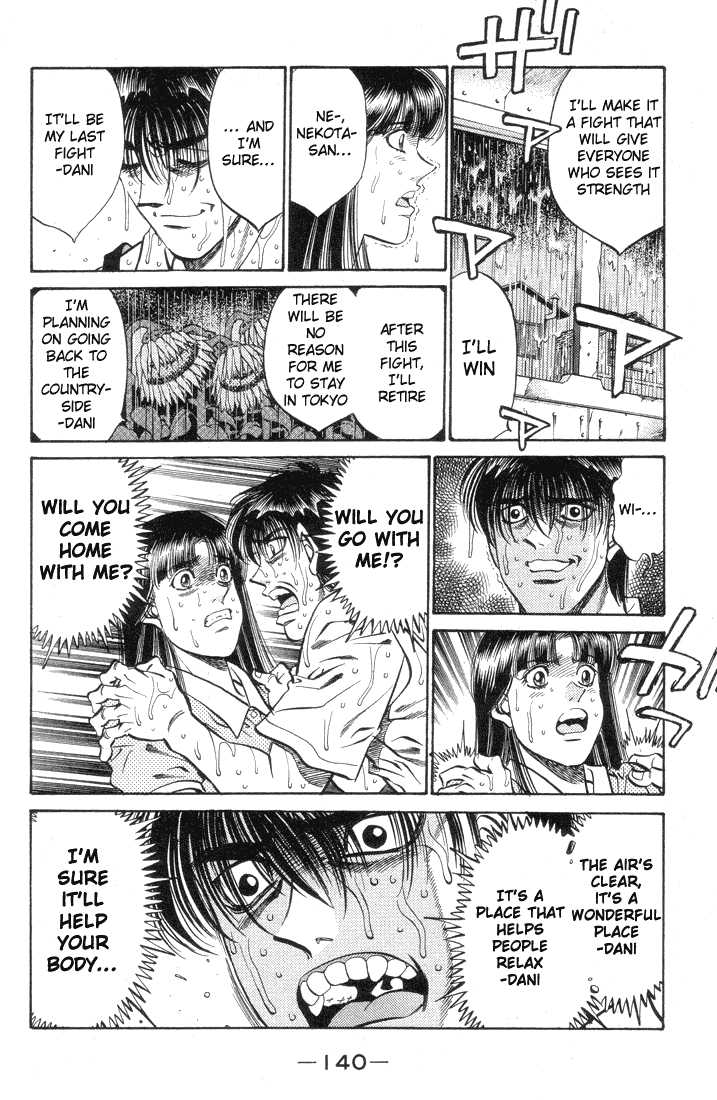 ザザ
I'LL MAKE IT
A FIGHT THAT
WILL GIVE
EVERYONE
WHO SEES IT
STRENGTH
I'LL
WIN
NE-,
NEKOTA-
SAN...
... AND
I'M
SURE...
IT'LL BE
MY LAST
FIGHT
-DANI
AFTER
THIS
FIGHT,
I'LL
RETIRE
THERE
WILL BE
NO
REASON
FOR ME
TO STAY
IN TOKYO
I'M
PLANNING
ON GOING
BACK TO
THE
COUNTRY-
SIDE
-DANI
WI-...
WILL YOU
GO WITH
ME!?
WILL YOU
COME
HOME
WITH ME?
THE AIR'S
CLEAR,
IT'S A
WONDERFUL
PLACE
-DANI
IT'S A
PLACE THAT
HELPS
PEOPLE
RELAX
-DANI
I'M
SURE
IT'LL
HELP
YOUR
BODY...
—140—